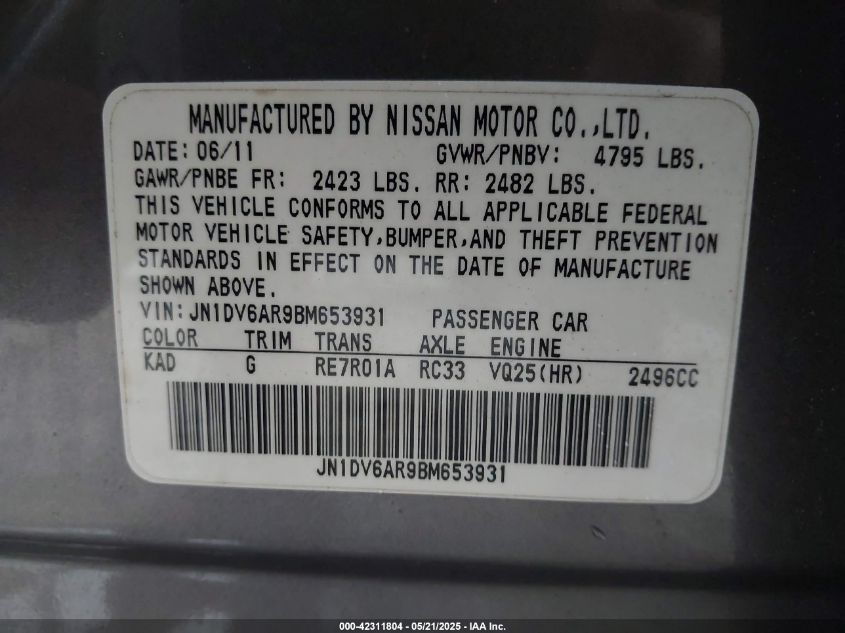 MANUFACTURED BY NISSAN MOTOR CO.,LTD.
DATE: 06/11 GVWR/PNBV: 4795 LBS.
GAWR/PNBE FR: 2423 LBS. RR: 2482 LBS.
THIS VEHICLE CONFORMS TO ALL APPLICABLE FEDERAL
MOTOR VEHICLE SAFETY,BUMPER,AND THEFT PREVENTION
STANDARDS IN EFFECT ON THE DATE OF MANUFACTURE
SHOWN ABOVE.
VIN:JN1DV6AR9BM653931 PASSENGER CAR
COLOR TRIM TRANS AXLE ENGINE
KAD G RE7R01A RC33 VQ25(HR) 2496CC
JN1DV6AR9BM653931
000-42311804 - 05/21/2025 - IAA Inc.